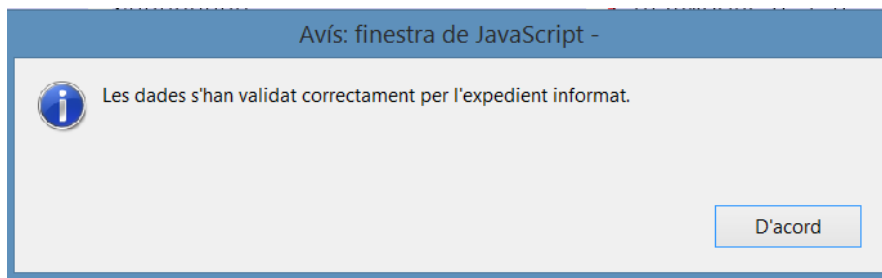 Avís: finestra de JavaScript -
Les dades s'han validat correctament per l'expedient informat.
D'acord